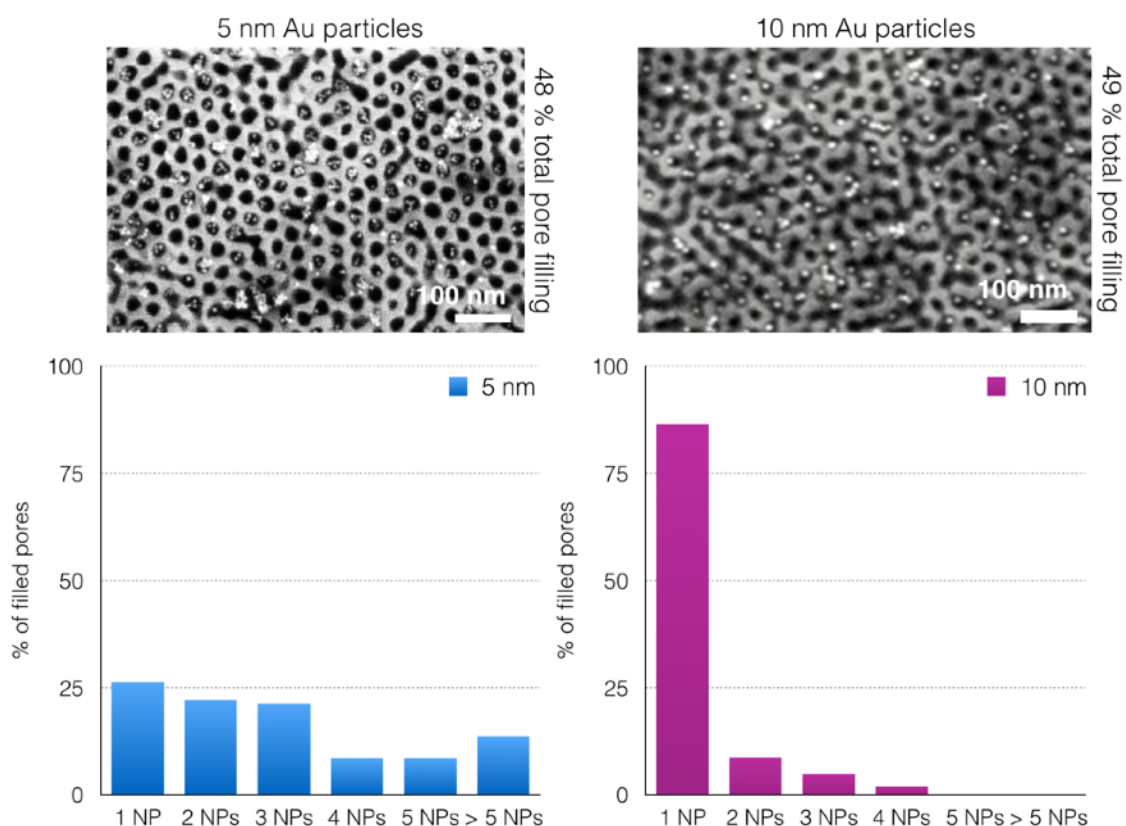 5 nm Au particles
48 % total pore filling
100 nm
10 nm Au particles
49 % total pore filling
100 nm
% of filled pores
100
75
50
25
0
5 nm
1 NP 2 NPs 3 NPs 4 NPs 5 NPs > 5 NPs
% of filled pores
100
75
50
25
0
10 nm
1 NP 2 NPs 3 NPs 4 NPs 5 NPs > 5 NPs